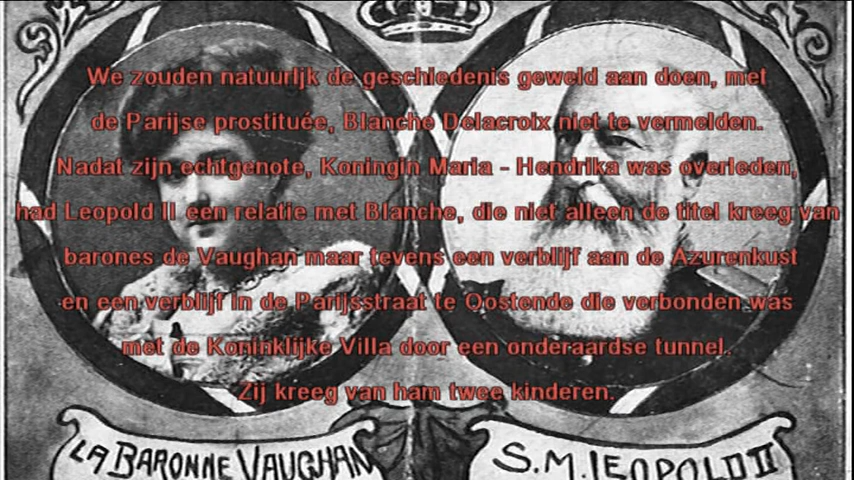 We zouden natuurljk de geschiedenis geweld aan doen, met
de Parijse prostituée, Blanche Delacroix niet te vermelden.
Nadat zijn echtgenote, Koningin Maria - Hendrika was overleden,
had Leopold II een relatie met Blanche, die niet alleen de titel kreeg van
barones de Vaughan maar tevens een verblijf aan de Azurenkust
en een verblijf in de Parijsstraat te Oostende die verbonden was
met de Koninklijke Villa door een onderaardse tunnel.
Zij kreeg van ham twee kinderen.
LA BARONNE VAUGHAN
S.M. LEOPOLD II